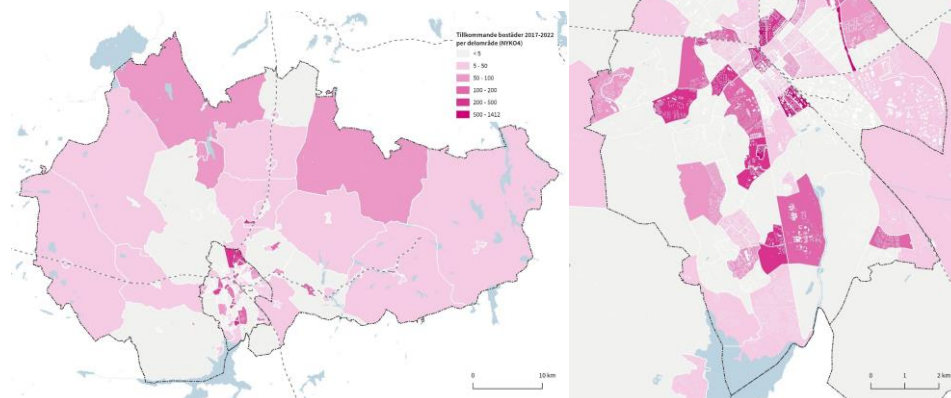 Tillkommande bostäder 2017-2022
per delområde (NYKO4)
< 5
5 - 50
50 - 100
100 - 200
200 - 500
500 - 1412
0 10 km
0 1 2 km